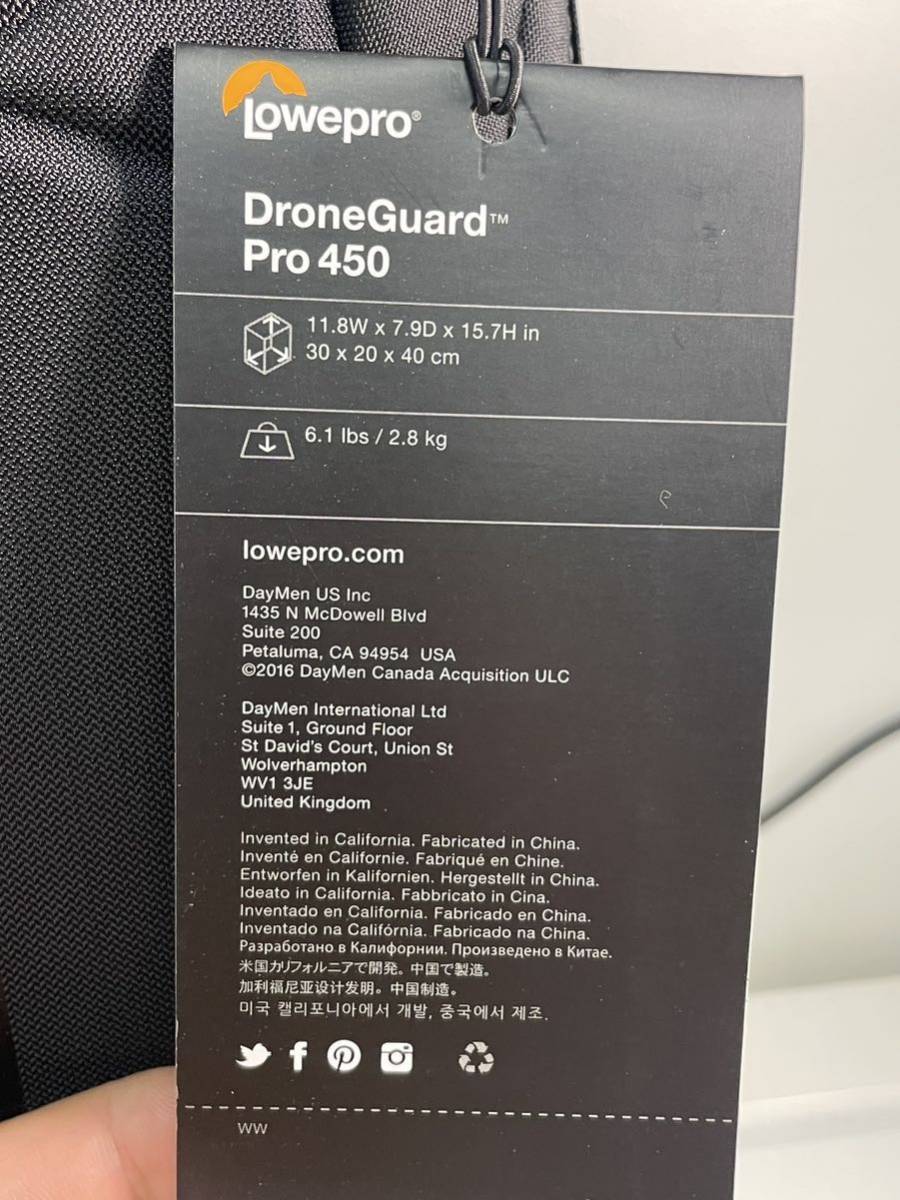 Lowepro®
DroneGuard™
Pro 450
11.8W x 7.9D x 15.7H in
30 x 20 x 40 cm
6.1 lbs / 2.8 kg
lowepro.com
DayMen US Inc
1435 N McDowell Blvd
Suite 200
Petaluma, CA 94954 USA
©2016 DayMen Canada Acquisition ULC
DayMen International Ltd
Suite 1, Ground Floor
St David's Court, Union St
Wolverhampton
WV1 3JE
United Kingdom
Invented in California. Fabricated in China.
Inventé en Californie. Fabriqué en Chine.
Entworfen in Kalifornien. Hergestellt in China.
Ideato in California. Fabbricato in Cina.
Inventado en California. Fabricado en China.
Inventado na Califórnia. Fabricado na China.
Разработано в Калифорнии. Произведено в Китае.
米国カリフォルニアで開発。中国で製造。
加利福尼亚设计发明。中国制造。
미국 캘리포니아에서 개발, 중국에서 제조.
WW